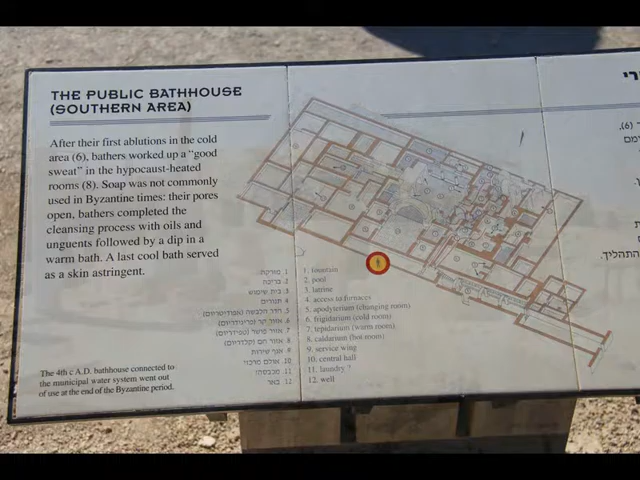 THE PUBLIC BATHHOUSE
(SOUTHERN AREA)
After their first ablutions in the cold
area (6), bathers worked up a “good
sweat” in the hypocaust-heated
rooms (8). Soap was not commonly
used in Byzantine times: their pores
open, bathers completed the
cleansing process with oils and
unguents followed by a dip in a
warm bath. A last cool bath served
as a skin astringent.
The 4th c A.D. bathhouse connected to
the municipal water system went out
of use at the end of the Byzantine period.
1. מזרקת
2. בריכה
3. בית שימוש
4. תנורים
9. אגף שירות
10. אולם מרכזי
12. באר
1. fountain
2. pool
3. latrine
4. access to furnaces
5. apodyterium (changing room)
6. frigidarium (cold room)
7. tepidarium (warm room)
8. caldarium (hot room)
9. service wing
10. central hall
11. laundry ?
12. well